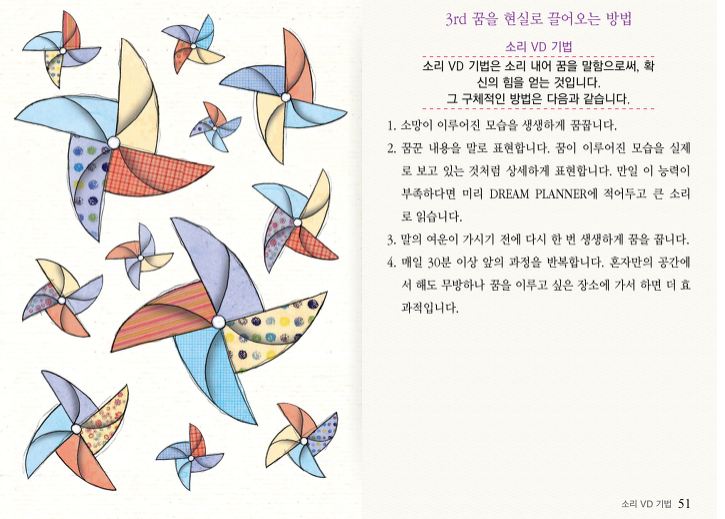 3rd 꿈을 현실로 끌어오는 방법
소리 VD 기법
소리 VD 기법은 소리 내어 꿈을 말함으로써, 확
신의 힘을 얻는 것입니다.
그 구체적인 방법은 다음과 같습니다.
1. 소망이 이루어진 모습을 생생하게 꿈꿉니다.
2. 꿈꾼 내용을 말로 표현합니다. 꿈이 이루어진 모습을 실제
로 보고 있는 것처럼 상세하게 표현합니다. 만일 이 능력이
부족하다면 미리 DREAM PLANNER에 적어두고 큰 소리
로 읽습니다.
3. 말의 여운이 가시기 전에 다시 한 번 생생하게 꿈을 꿉니다.
4. 매일 30분 이상 앞의 과정을 반복합니다. 혼자만의 공간에
서 해도 무방하나 꿈을 이루고 싶은 장소에 가서 하면 더 효
과적입니다.
소리 VD 기법 51